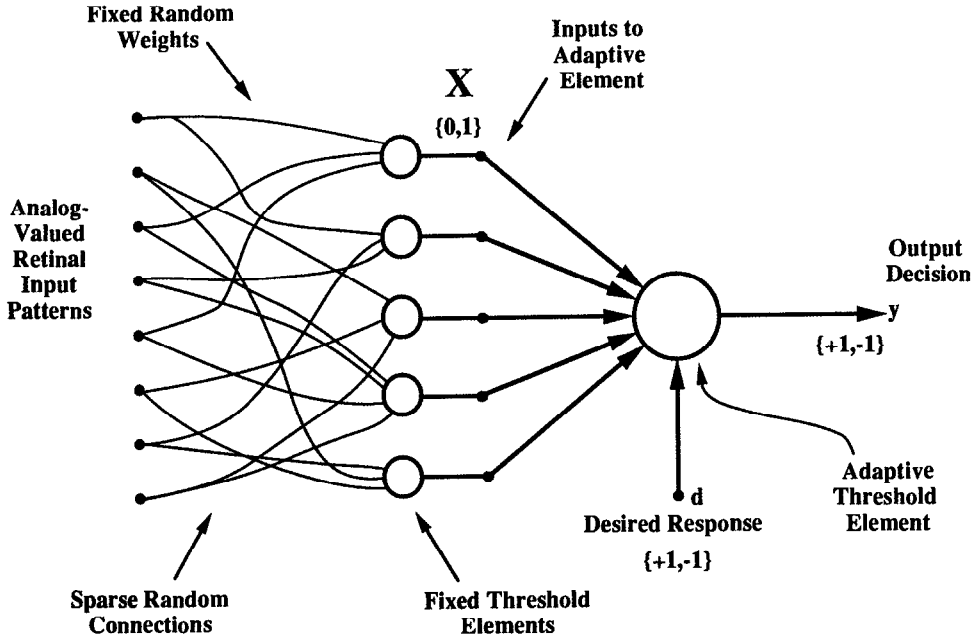 Fixed Random
Weights
X
{0,1}
Inputs to
Adaptive
Element
Analog-
Valued
Retinal
Input
Patterns
Output
Decision
y
{+1,-1}
d
Desired Response
{+1,-1}
Adaptive
Threshold
Element
Sparse Random
Connections
Fixed Threshold
Elements